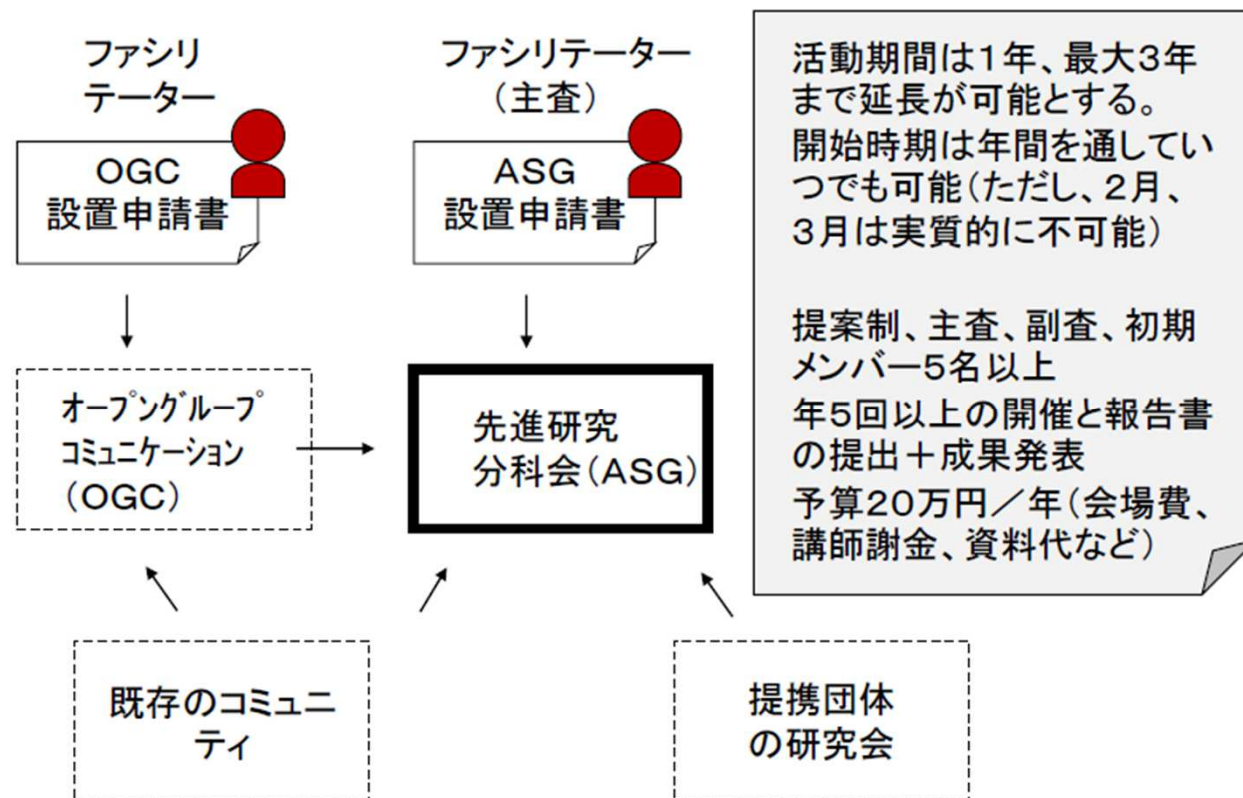 ファシリ
テーター
OGC
設置申請書
ファシリテーター
（主査）
ASG
設置申請書
オープングループ
コミュニケーション
（OGC）
先進研究
分科会（ASG）
既存のコミュニ
ティ
提携団体
の研究会
活動期間は１年、最大３年
まで延長が可能とする。
開始時期は年間を通してい
つでも可能（ただし、２月、
３月は実質的に不可能）
提案制、主査、副査、初期
メンバー５名以上
年５回以上の開催と報告書
の提出＋成果発表
予算２０万円／年（会場費、
講師謝金、資料代など）